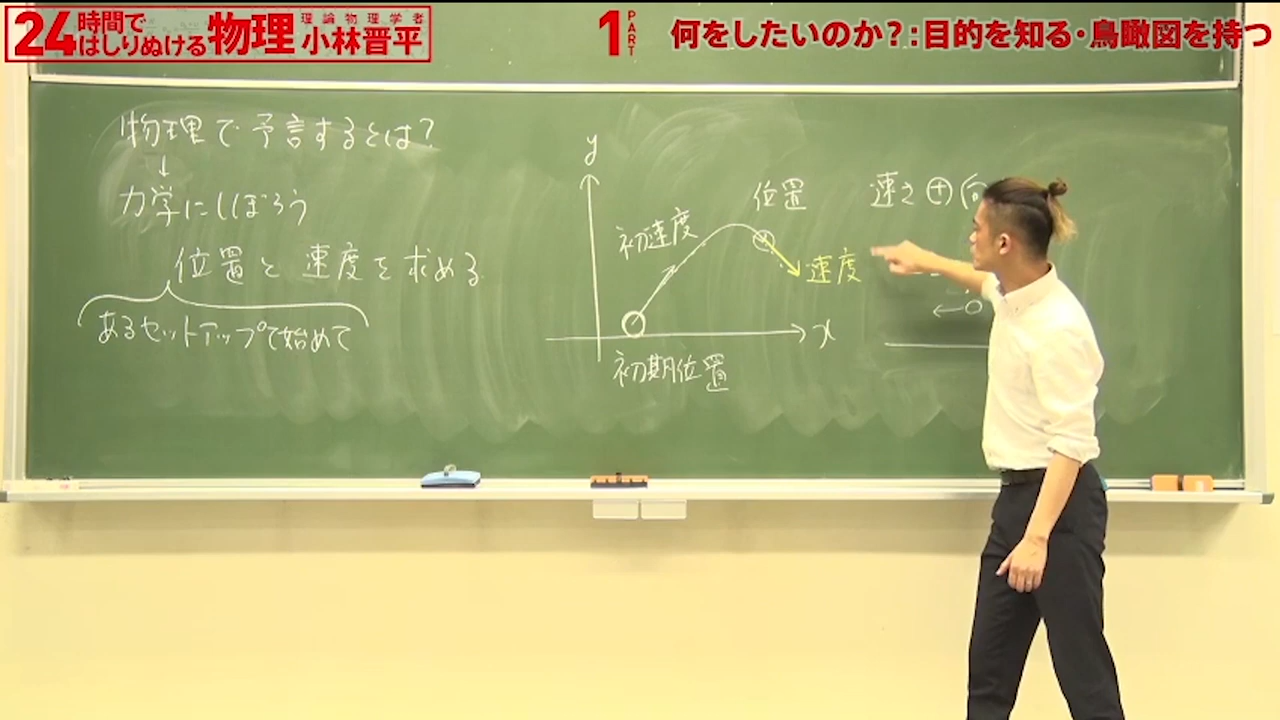 24時間ではしりぬける物理
理論物理学者
小林晋平
1
PART
何をしたいのか?:目的を知る・鳥瞰図を持つ
物理で予言するとは?
↓
力学にしぼろう
位置と速度を求める
あるセットアップで始めて
y
初速度
位置
速度
x
初期位置
速さ⊕向